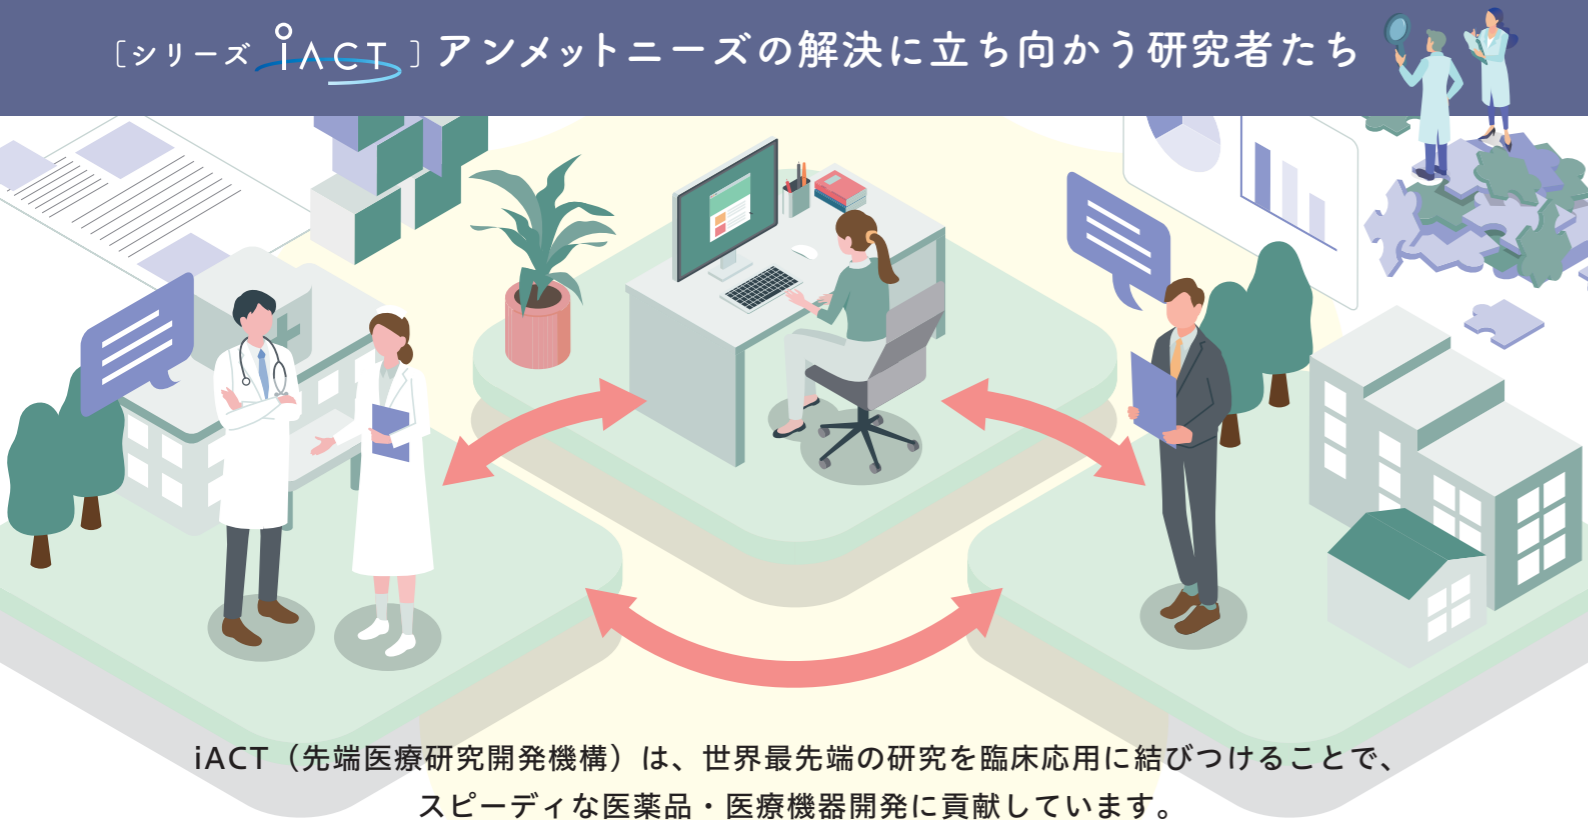 ［シリーズ iACT］アンメットニーズの解決に立ち向かう研究者たち
iACT（先端医療研究開発機構）は、世界最先端の研究を臨床応用に結びつけることで、
スピーディな医薬品・医療機器開発に貢献しています。